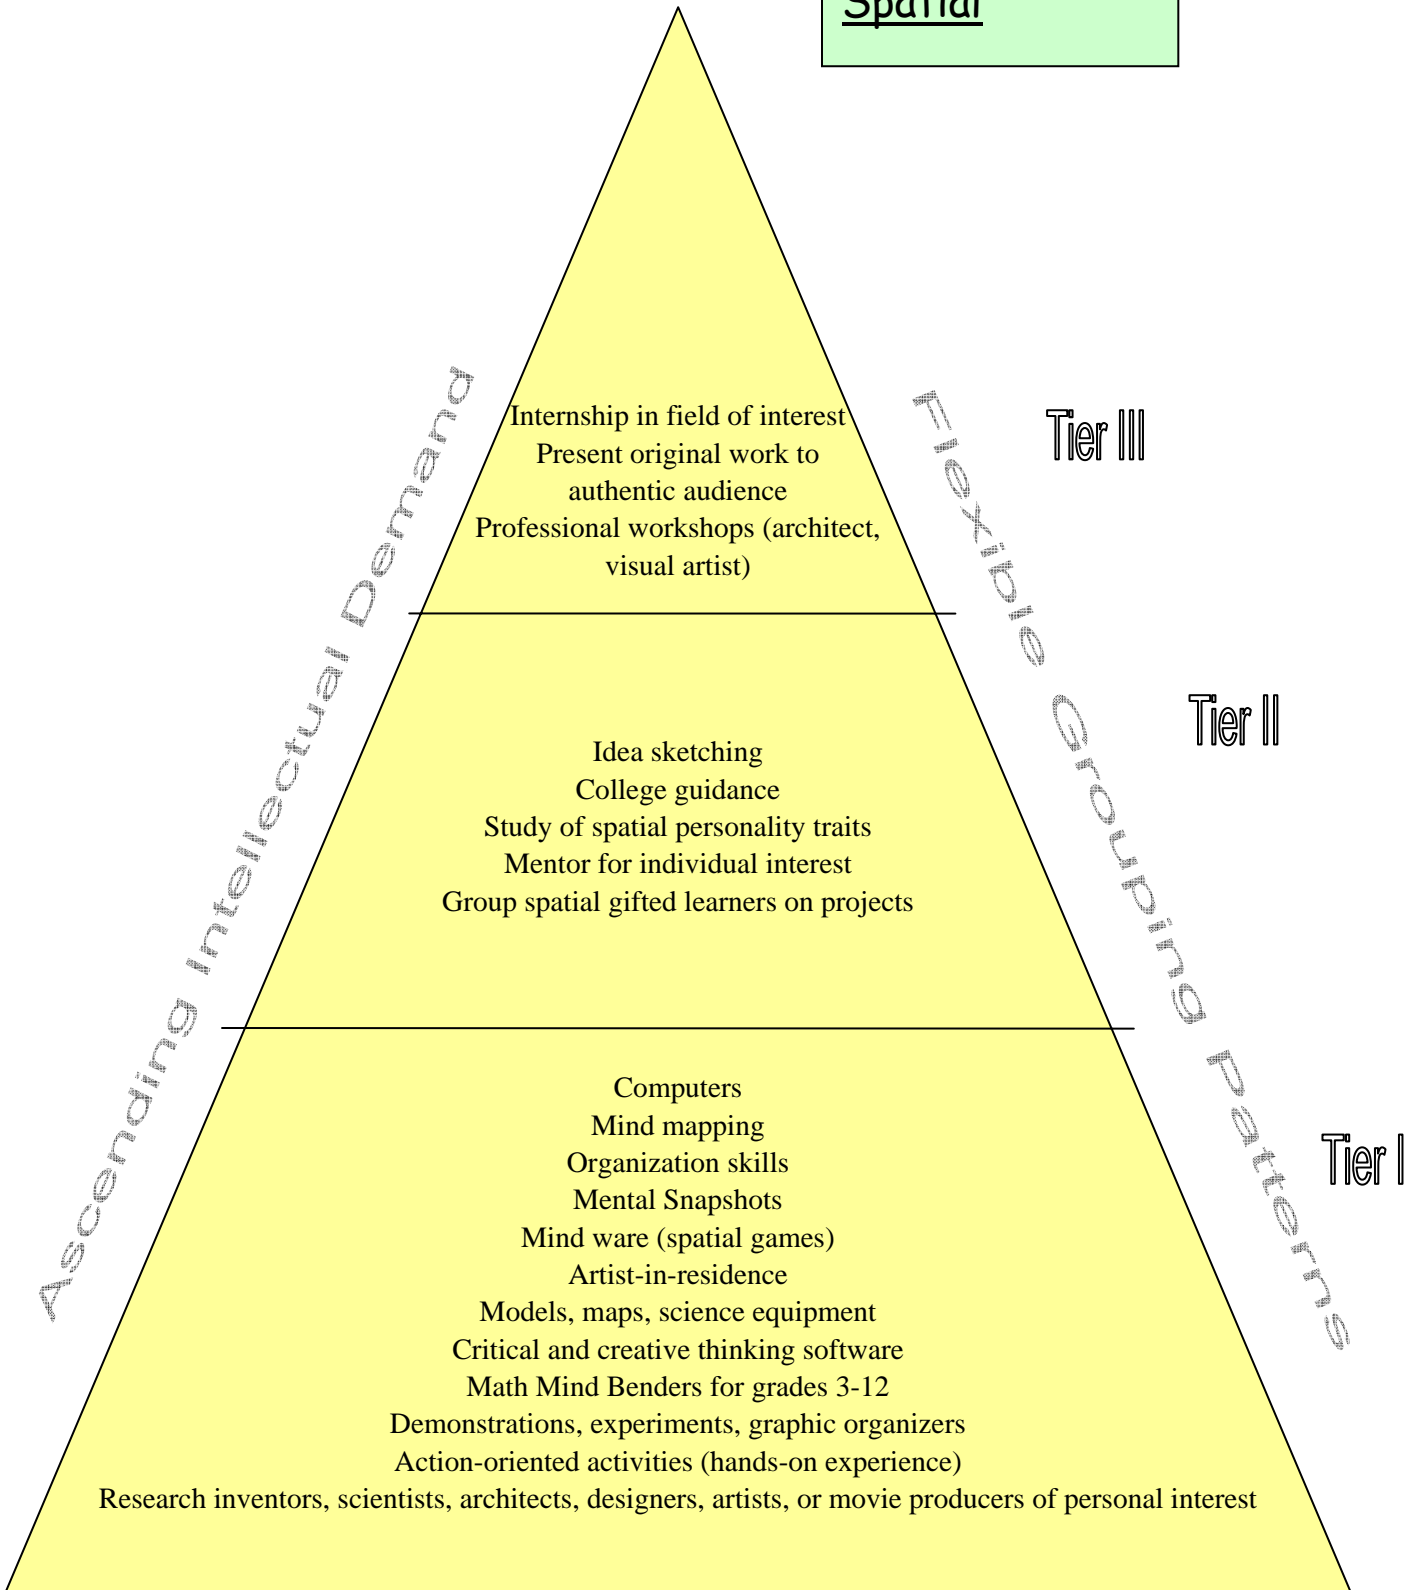 Spatial
Internship in field of interest
Present original work to
authentic audience
Professional workshops (architect,
visual artist)
Tier III
Ascending Intellectual Demand
Flexible Grouping Patterns
Idea sketching
College guidance
Study of spatial personality traits
Mentor for individual interest
Group spatial gifted learners on projects
Tier II
Computers
Mind mapping
Organization skills
Mental Snapshots
Mind ware (spatial games)
Artist-in-residence
Models, maps, science equipment
Critical and creative thinking software
Math Mind Benders for grades 3-12
Demonstrations, experiments, graphic organizers
Action-oriented activities (hands-on experience)
Research inventors, scientists, architects, designers, artists, or movie producers of personal interest
Tier I